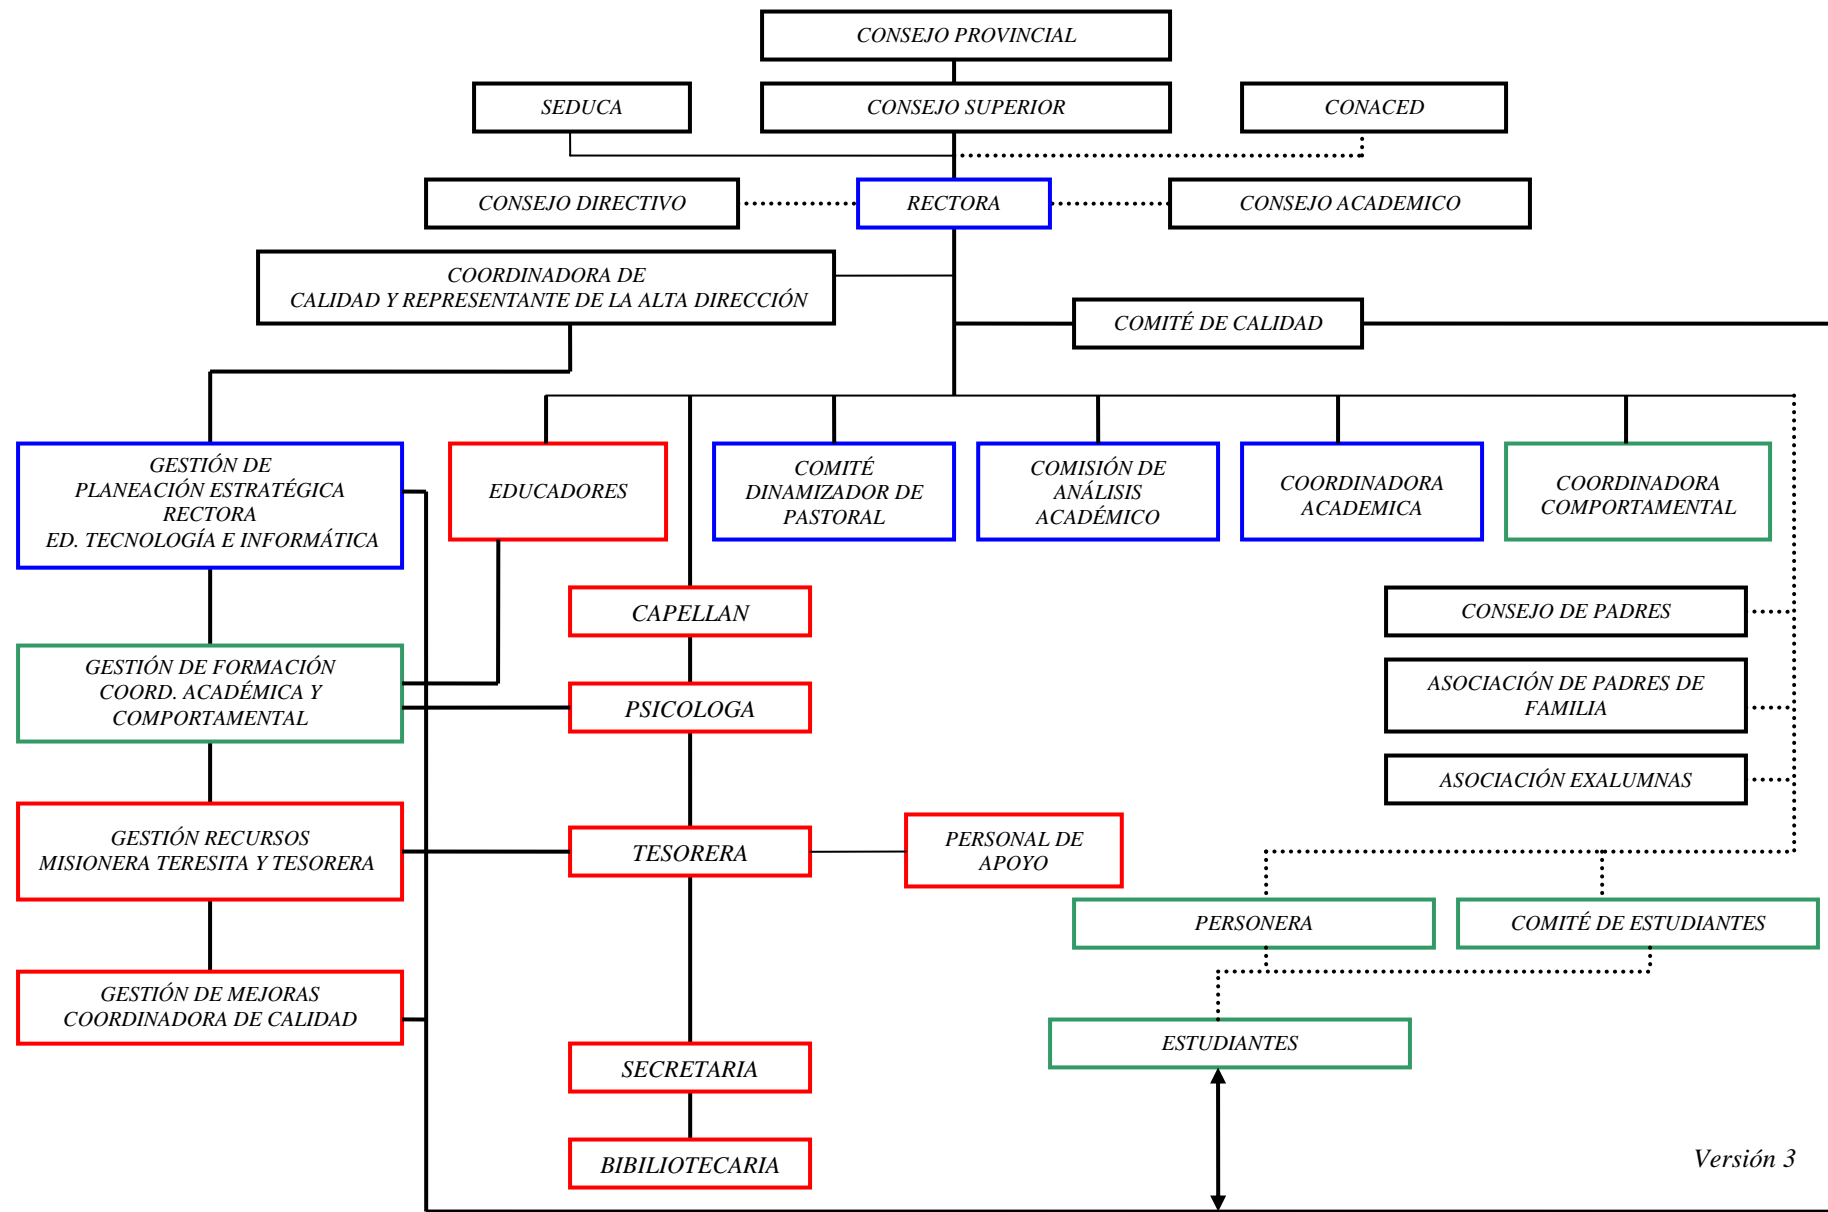 CONSEJO PROVINCIAL
SEDUCA
CONSEJO SUPERIOR
CONACED
CONSEJO DIRECTIVO
RECTORA
CONSEJO ACADEMICO
COORDINADORA DE
CALIDAD Y REPRESENTANTE DE LA ALTA DIRECCIÓN
COMITÉ DE CALIDAD
GESTIÓN DE
PLANEACIÓN ESTRATÉGICA
RECTORA
ED. TECNOLOGÍA E INFORMÁTICA
EDUCADORES
COMITÉ
DINAMIZADOR DE
PASTORAL
COMISIÓN DE
ANÁLISIS
ACADÉMICO
COORDINADORA
ACADEMICA
COORDINADORA
COMPORTAMENTAL
CAPELLAN
CONSEJO DE PADRES
GESTIÓN DE FORMACIÓN
COORD. ACADÉMICA Y
COMPORTAMENTAL
PSICOLOGA
ASOCIACIÓN DE PADRES DE
FAMILIA
ASOCIACIÓN EXALUMNAS
GESTIÓN RECURSOS
MISIONERA TERESITA Y TESORERA
TESORERA
PERSONAL DE
APOYO
PERSONERA
COMITÉ DE ESTUDIANTES
GESTIÓN DE MEJORAS
COORDINADORA DE CALIDAD
ESTUDIANTES
SECRETARIA
BIBILIOTECARIA
Versión 3